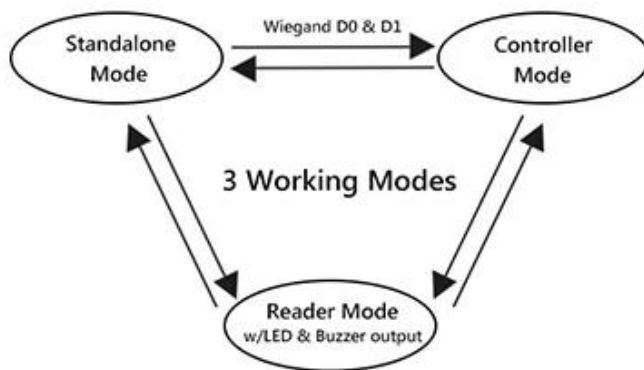 Standalone
Mode
Wiegand D0 & D1
Controller
Mode
3 Working Modes
Reader Mode
w/LED & Buzzer output